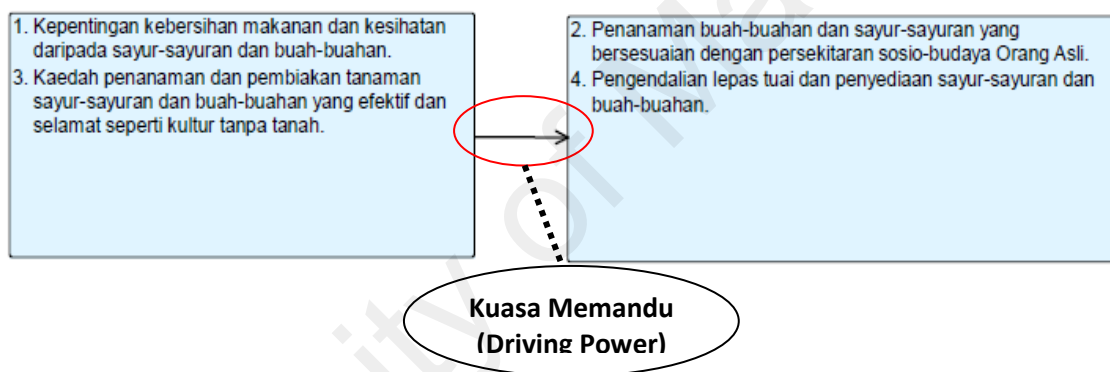 1. Kepentingan kebersihan makanan dan kesihatan
daripada sayur-sayuran dan buah-buahan.
3. Kaedah penanaman dan pembiakan tanaman
sayur-sayuran dan buah-buahan yang efektif dan
selamat seperti kultur tanpa tanah.
2. Penanaman buah-buahan dan sayur-sayuran yang
bersesuaian dengan persekitaran sosio-budaya Orang Asli.
4. Pengendalian lepas tuai dan penyediaan sayur-sayuran dan
buah-buahan.
Kuasa Memandu
(Driving Power)